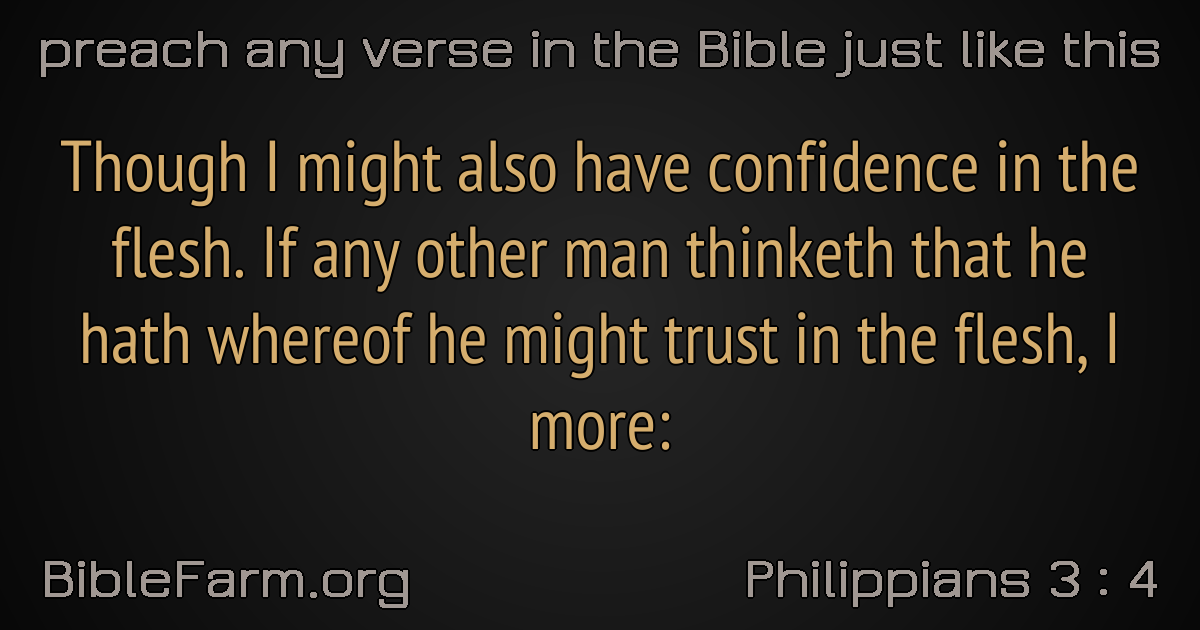 preach any verse in the Bible just like this
Though I might also have confidence in the
flesh. If any other man thinketh that he
hath whereof he might trust in the flesh, I
more:
BibleFarm.org
Philippians 3 : 4